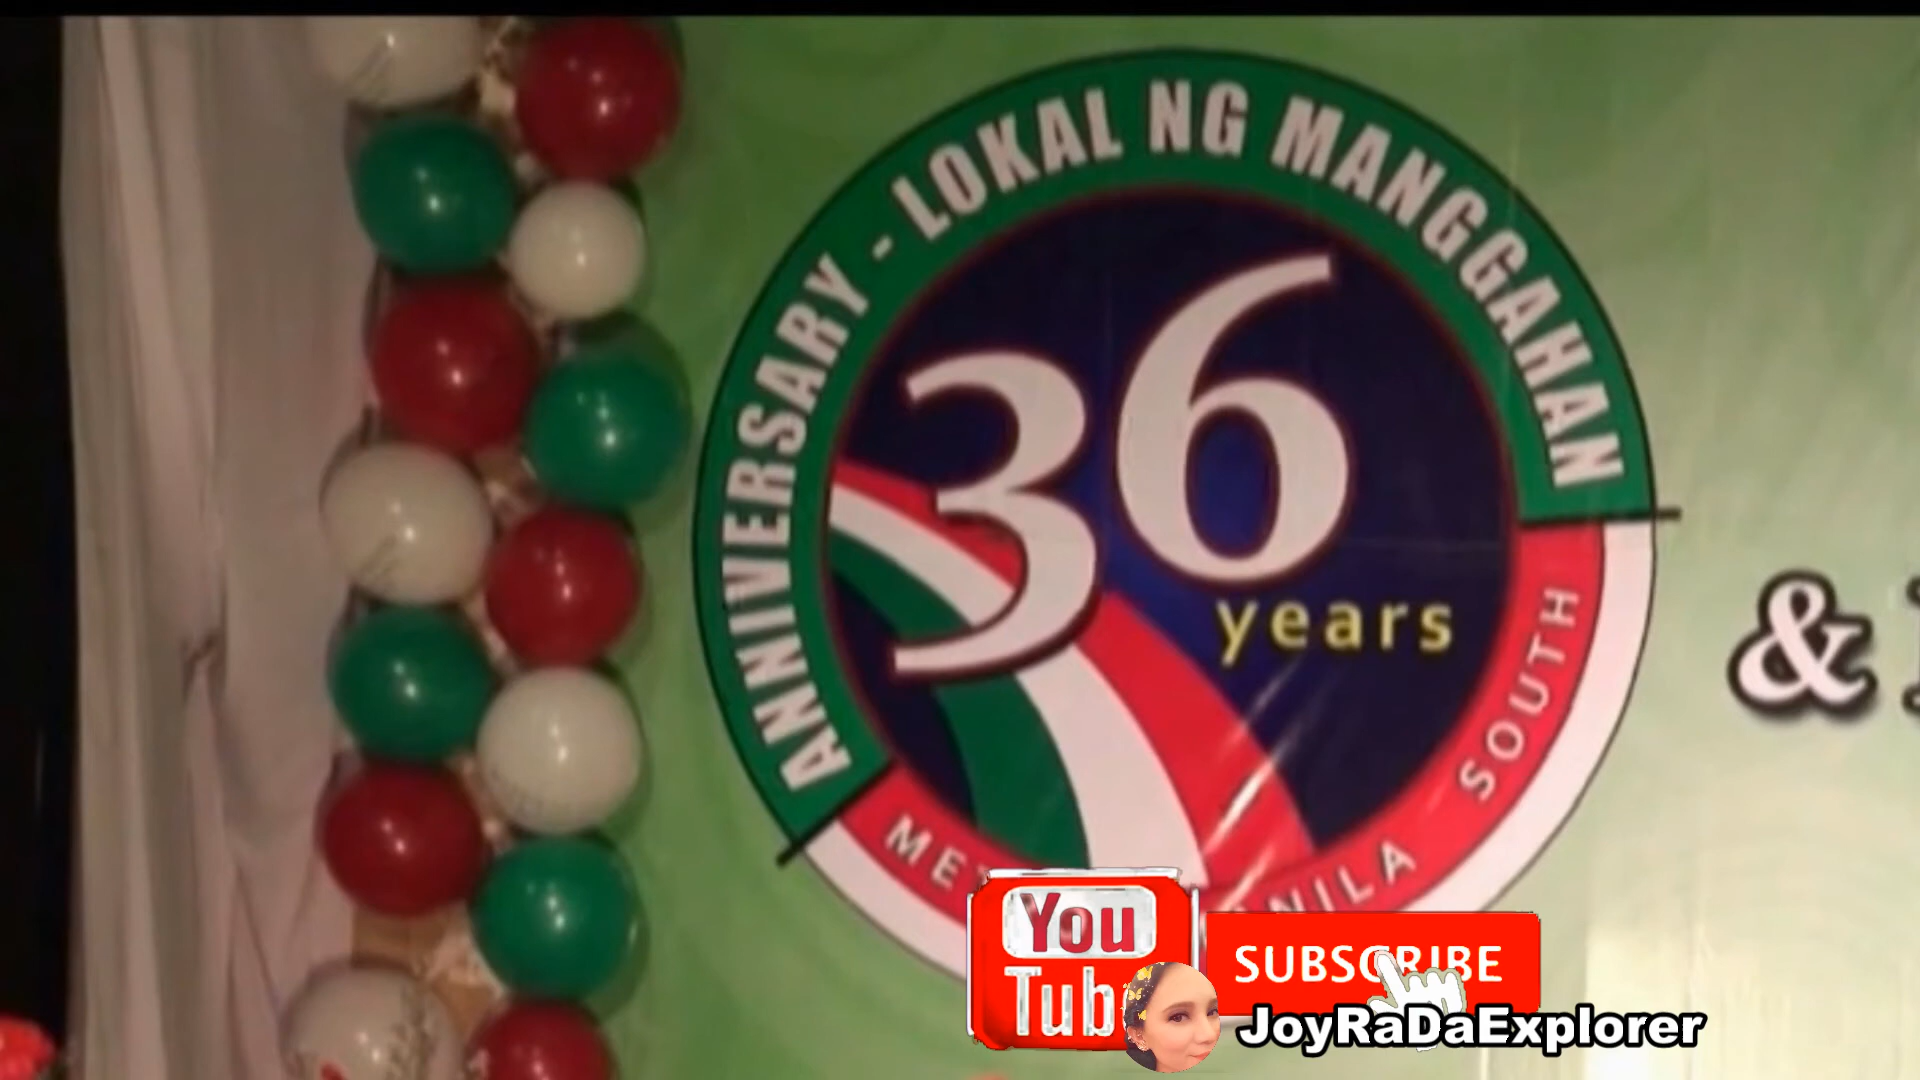 ANNIVERSARY - LOKAL NG MANGGAHAN
36
years
SOUTH
&
You
SUBSCRIBE
JoyRaDaExplorer